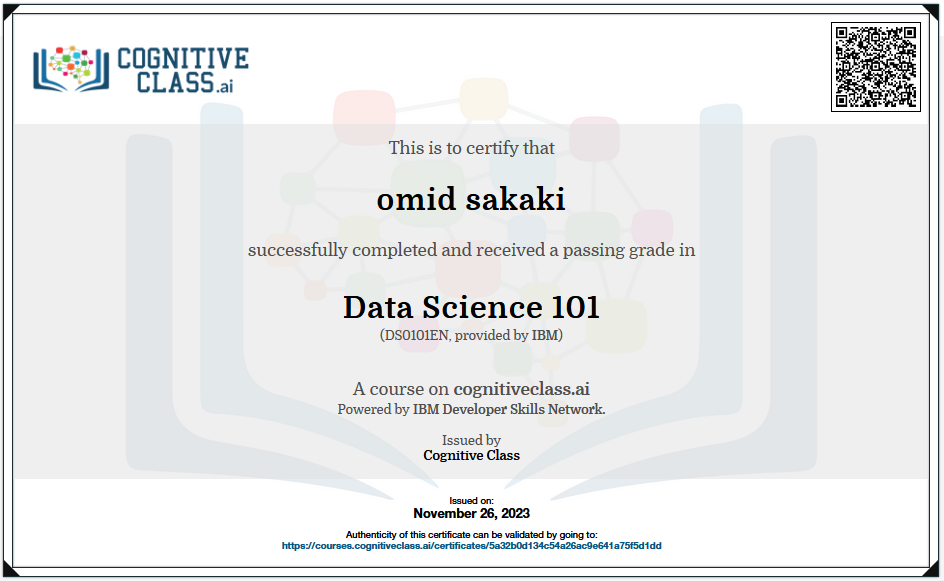 COGNITIVE
CLASS.ai
This is to certify that
omid sakaki
successfully completed and received a passing grade in
Data Science 101
(DS0101EN, provided by IBM)
A course on cognitiveclass.ai
Powered by IBM Developer Skills Network.
Issued by
Cognitive Class
Issued on:
November 26, 2023
Authenticity of this certificate can be validated by going to:
https://courses.cognitiveclass.ai/certificates/5a32b0d134c54a26ac9e641a75f5d1dd